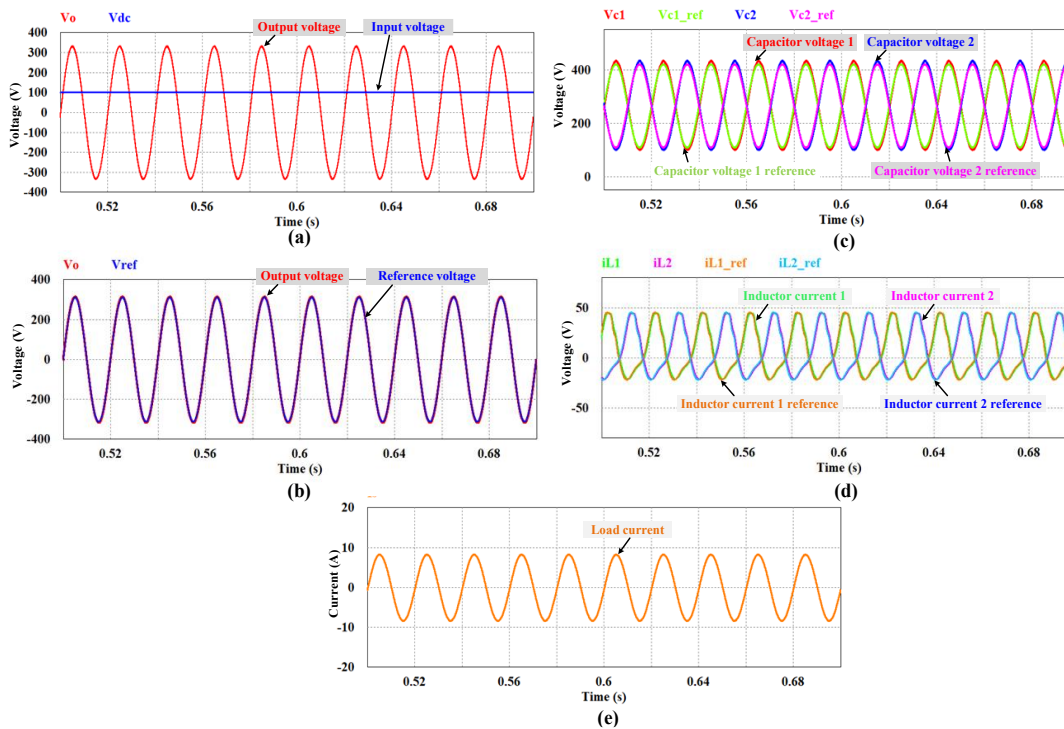 Vo Vdc
Output voltage
Input voltage
Voltage (V)
400
300
200
100
0
-100
-200
-300
-400
0.52 0.56 0.6 0.64 0.68
Time (s)
(a)
Vc1 Vc1_ref Vc2 Vc2_ref
Capacitor voltage 1
Capacitor voltage 2
Voltage (V)
400
200
0
Capacitor voltage 1 reference
Capacitor voltage 2 reference
0.52 0.56 0.6 0.64 0.68
Time (s)
(c)
Vo Vref
Output voltage
Reference voltage
Voltage (V)
400
200
0
-200
-400
0.52 0.56 0.6 0.64 0.68
Time (s)
(b)
iL1 iL2 iL1_ref iL2_ref
Inductor current 1
Inductor current 2
Voltage (V)
50
0
-50
Inductor current 1 reference
Inductor current 2 reference
0.52 0.56 0.6 0.64 0.68
Time (s)
(d)
Load current
Current (A)
20
10
0
-10
-20
0.52 0.56 0.6 0.64 0.68
Time (s)
(e)